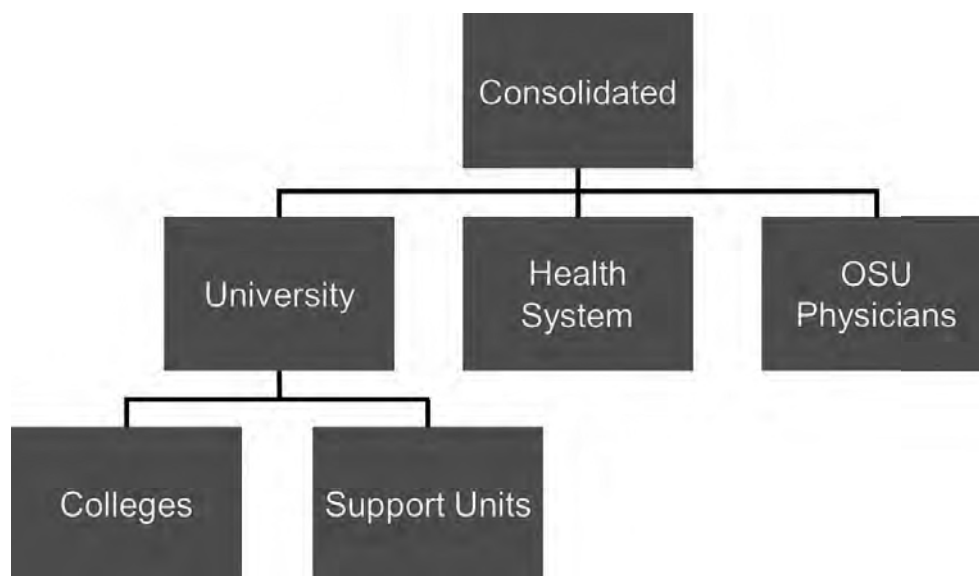 Consolidated
University
Health
System
OSU
Physicians
Colleges
Support Units